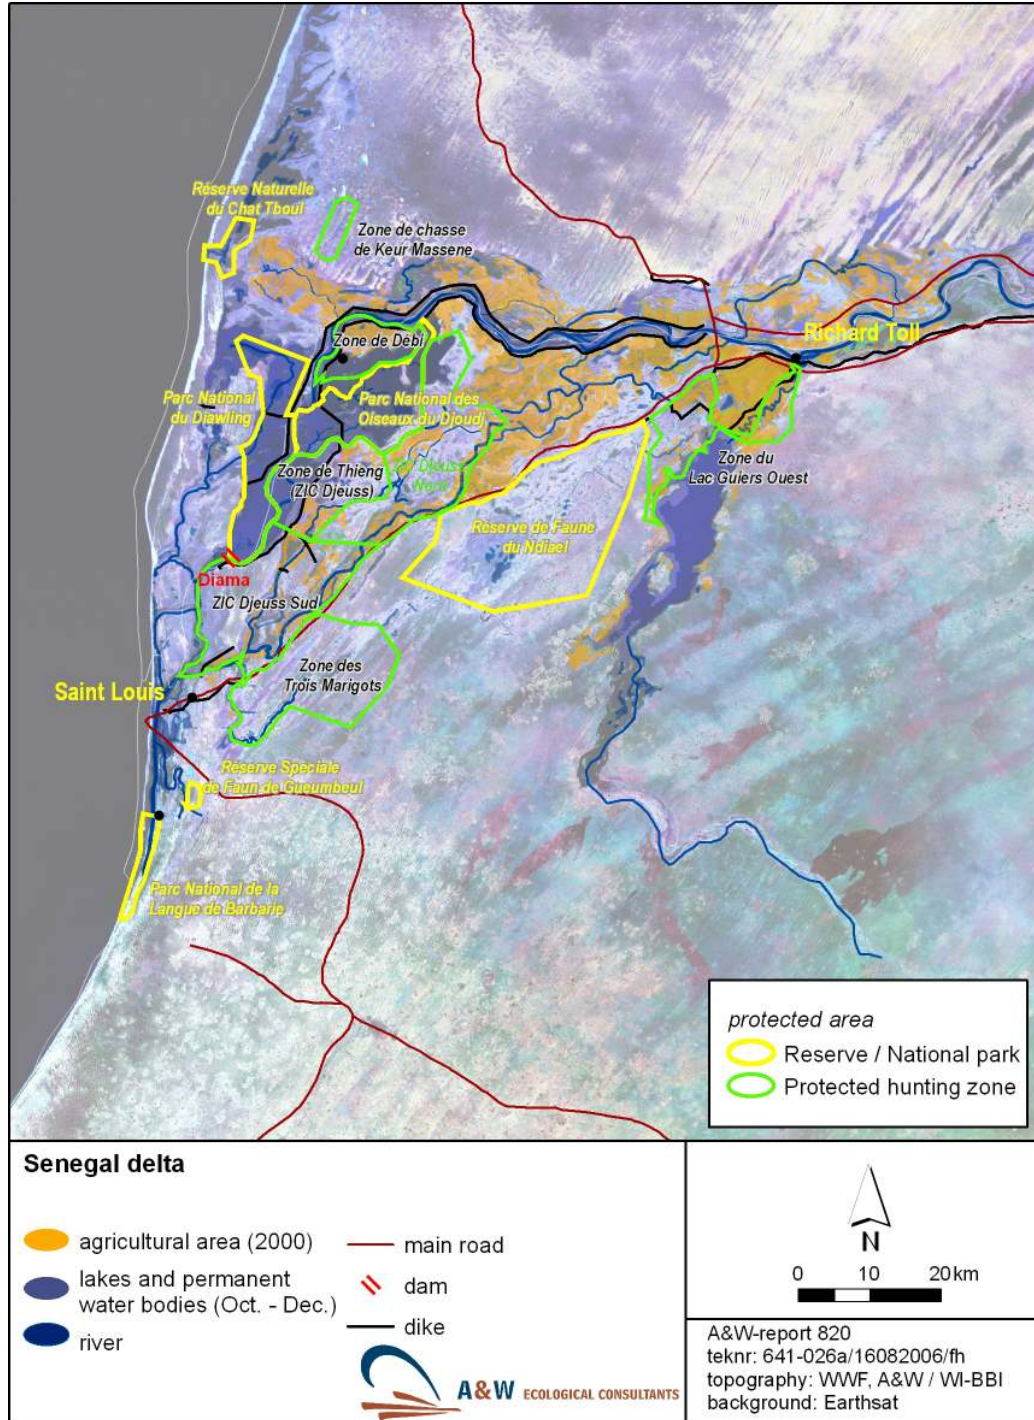 Réserve Naturelle
du Chat Tboul
Zone de chasse
de Keur Massene
Zone de Débi
Richard Toll
Parc National
du Diawling
Parc National des
Oiseaux du Djoudj
Zone de Thieng
(ZIC Djeuss)
ZIC Djeuss
Nord
Zone du
Lac Guiers Ouest
Réserve de Faune
du Ndiael
Diama
ZIC Djeuss Sud
Zone des
Trois Marigots
Saint Louis
Réserve Spéciale
de Faun de Gueumbeul
Parc National de la
Langue de Barbarie
protected area
Reserve / National park
Protected hunting zone
Senegal delta
agricultural area (2000)
lakes and permanent
water bodies (Oct. - Dec.)
river
main road
dam
dike
A&W ECOLOGICAL CONSULTANTS
N
0 10 20 km
A&W-report 820
teknr: 641-026a/16082006/fh
topography: WWF, A&W / WI-BBI
background: Earthsat